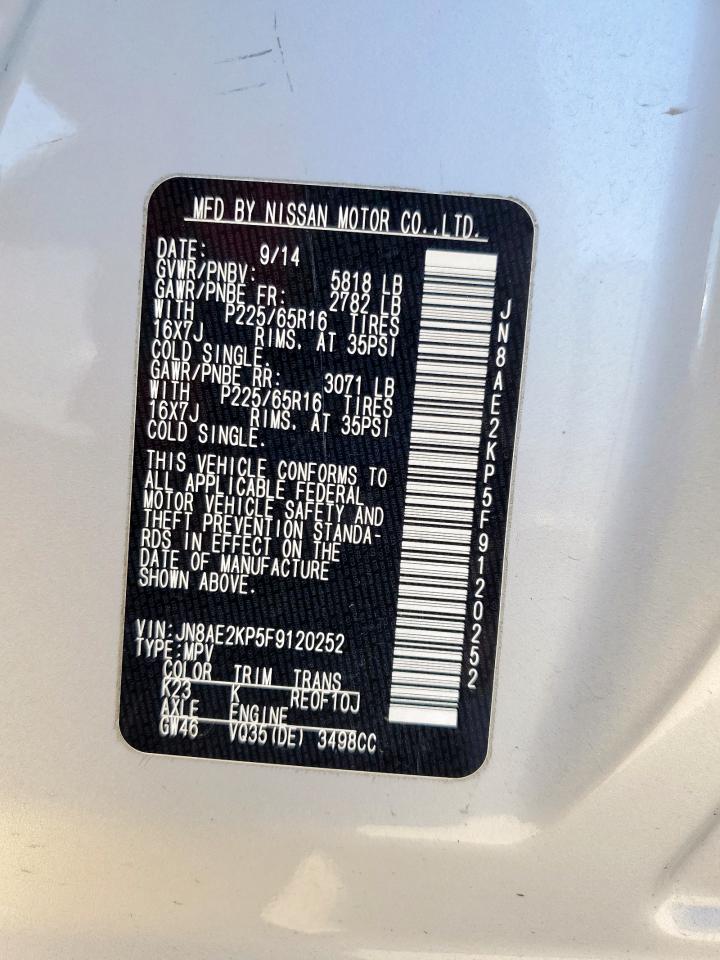 MFD BY NISSAN MOTOR CO.,LTD.
DATE: 9/14
GVWR/PNBV: 5818 LB
GAWR/PNBE FR: 2782 LB
WITH P225/65R16 TIRES
16X7J RIMS. AT 35PSI
COLD SINGLE.
GAWR/PNBE RR: 3071 LB
WITH P225/65R16 TIRES
16X7J RIMS. AT 35PSI
COLD SINGLE.
THIS VEHICLE CONFORMS TO
ALL APPLICABLE FEDERAL
MOTOR VEHICLE SAFETY AND
THEFT PREVENTION STANDA-
RDS IN EFFECT ON THE
DATE OF MANUFACTURE
SHOWN ABOVE.
VIN:JN8AE2KP5F9120252
TYPE:MPV
COLOR TRIM TRANS
K23 K RE0F10J
AXLE ENGINE
GW46 VQ35(DE) 3498CC
JN8AE2KP5F9120252